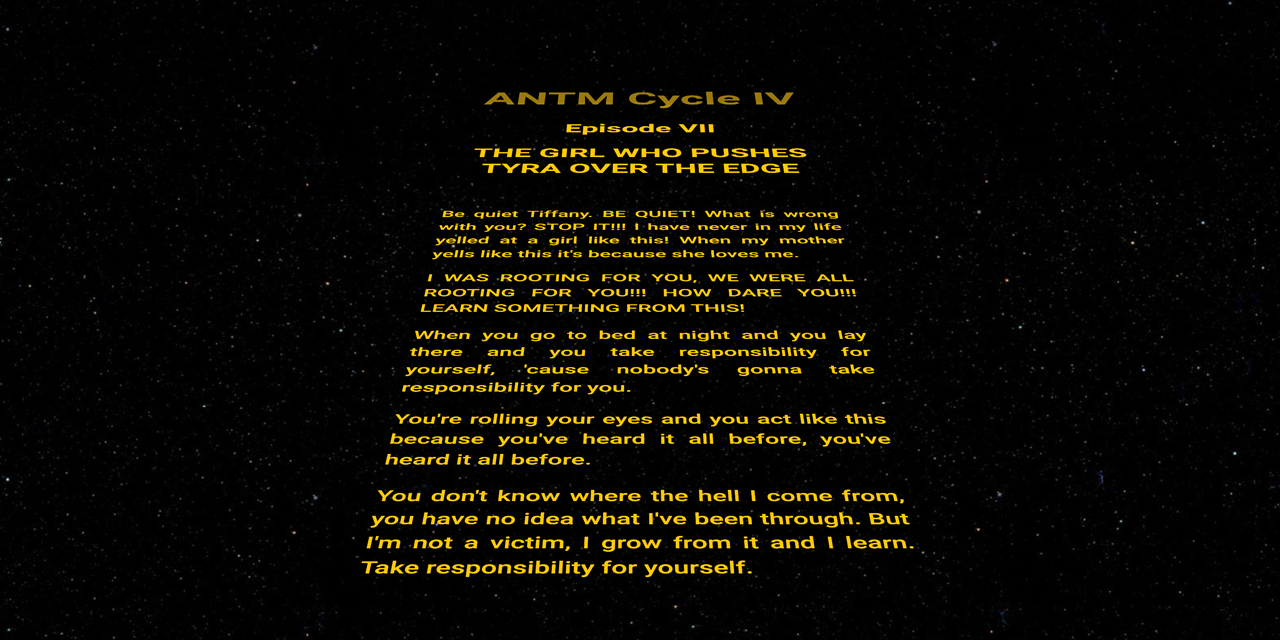 ANTM Cycle IV
Episode VII
THE GIRL WHO PUSHES
TYRA OVER THE EDGE
Be quiet Tiffany. BE QUIET! What is wrong
with you? STOP IT!!! I have never in my life
yelled at a girl like this! When my mother
yells like this it's because she loves me.
I WAS ROOTING FOR YOU, WE WERE ALL
ROOTING FOR YOU!!! HOW DARE YOU!!!
LEARN SOMETHING FROM THIS!
When you go to bed at night and you lay
there and you take responsibility for
yourself, 'cause nobody's gonna take
responsibility for you.
You're rolling your eyes and you act like this
because you've heard it all before, you've
heard it all before.
You don't know where the hell I come from,
you have no idea what I've been through. But
I'm not a victim, I grow from it and I learn.
Take responsibility for yourself.